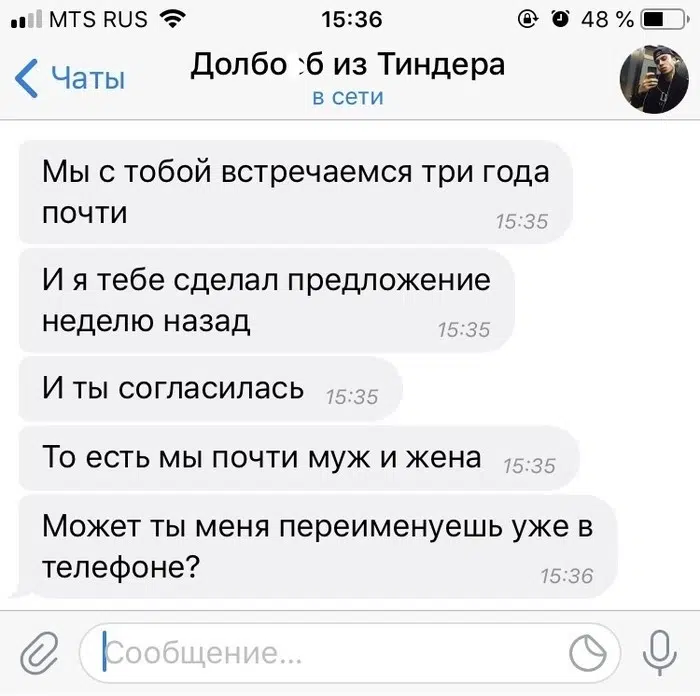 MTS RUS 15:36 48 %
Чаты
из Тиндера
в сети
Мы с тобой встречаемся три года
почти 15:35
И я тебе сделал предложение
неделю назад 15:35
И ты согласилась 15:35
То есть мы почти муж и жена 15:35
Может ты меня переименуешь уже в
телефоне? 15:36
Сообщение...